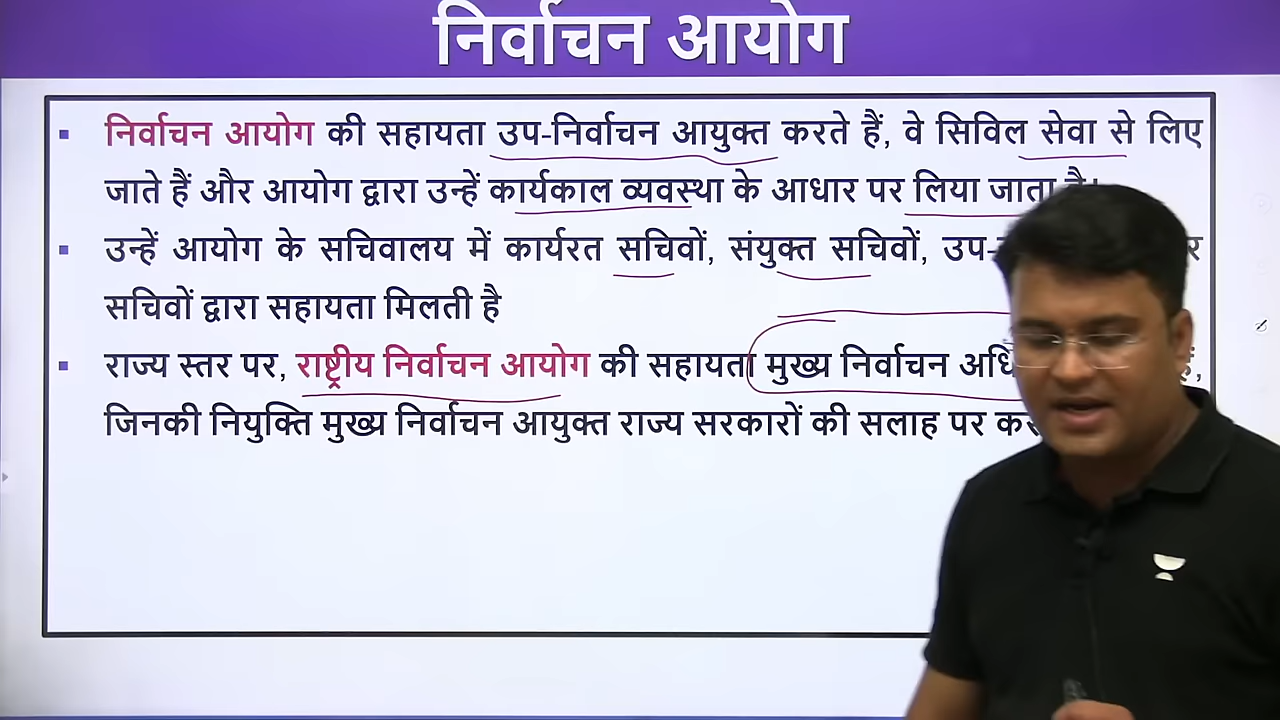 निर्वाचन आयोग
निर्वाचन आयोग की सहायता उप-निर्वाचन आयुक्त करते हैं, वे सिविल सेवा से लिए
जाते हैं और आयोग द्वारा उन्हें कार्यकाल व्यवस्था के आधार पर लिया जाता है।
उन्हें आयोग के सचिवालय में कार्यरत सचिवों, संयुक्त सचिवों, उप-
सचिवों द्वारा सहायता मिलती है
राज्य स्तर पर, राष्ट्रीय निर्वाचन आयोग की सहायता मुख्य निर्वाचन
जिनकी नियुक्ति मुख्य निर्वाचन आयुक्त राज्य सरकारों की सलाह पर